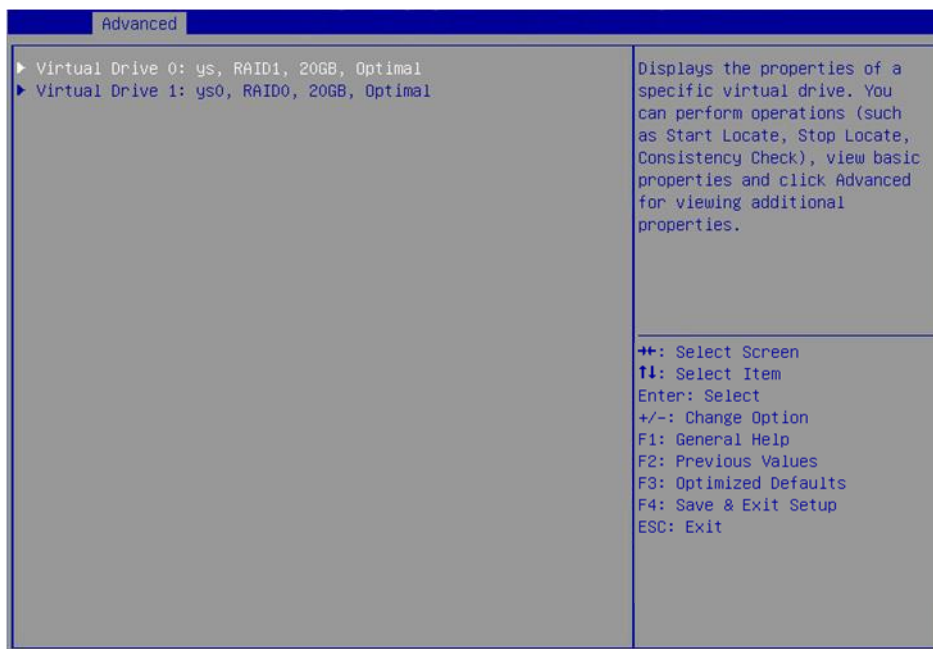 Advanced
Virtual Drive 0: ys, RAID1, 20GB, Optimal
Virtual Drive 1: ys0, RAID0, 20GB, Optimal
Displays the properties of a
specific virtual drive. You
can perform operations (such
as Start Locate, Stop Locate,
Consistency Check), view basic
properties and click Advanced
for viewing additional
properties.
→←: Select Screen
↑↓: Select Item
Enter: Select
+/-: Change Option
F1: General Help
F2: Previous Values
F3: Optimized Defaults
F4: Save & Exit Setup
ESC: Exit